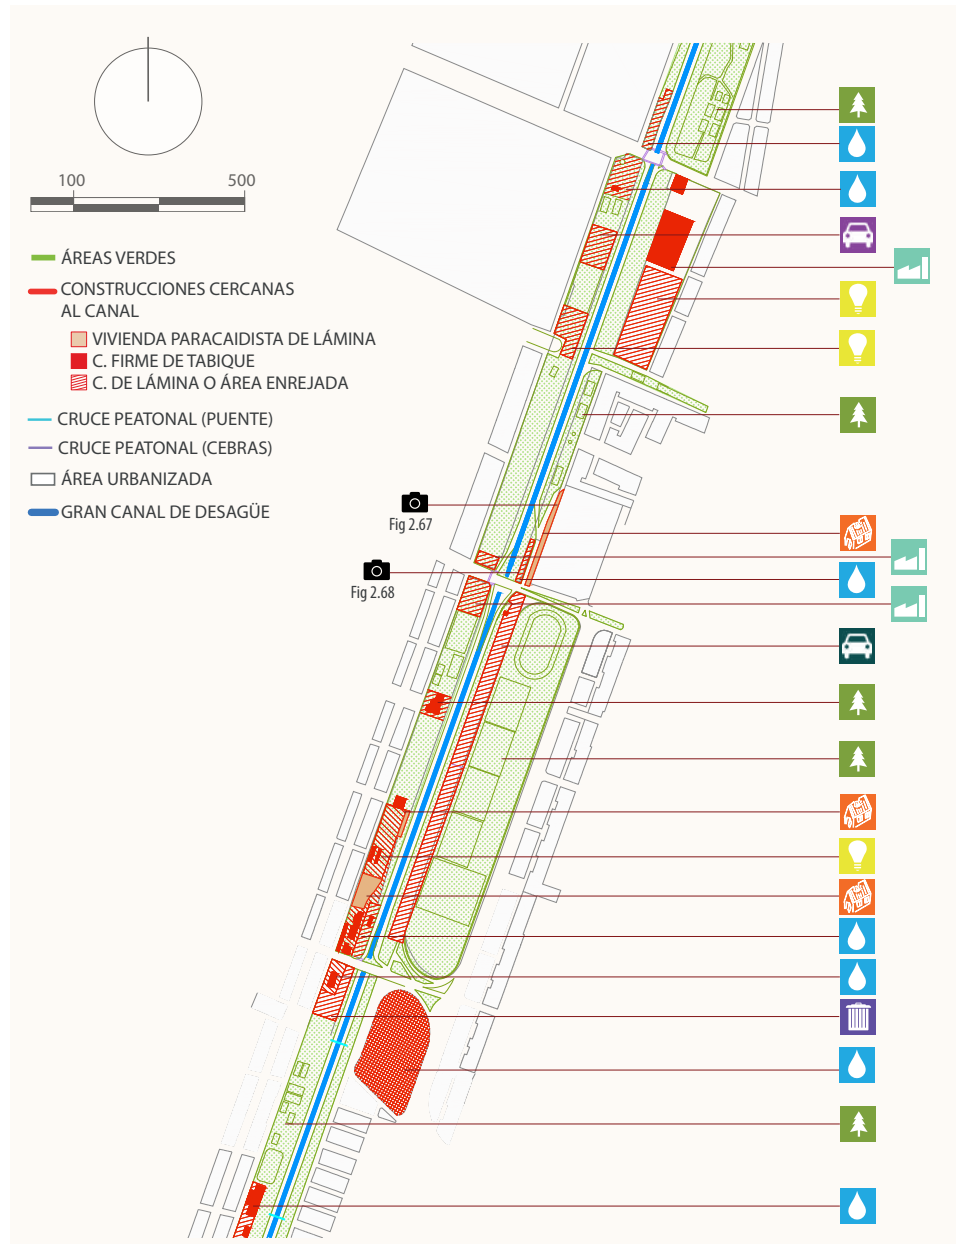 100 500
ÁREAS VERDES
CONSTRUCCIONES CERCANAS
AL CANAL
VIVIENDA PARACAIDISTA DE LÁMINA
C. FIRME DE TABIQUE
C. DE LÁMINA O ÁREA ENREJADA
CRUCE PEATONAL (PUENTE)
CRUCE PEATONAL (CEBRAS)
ÁREA URBANIZADA
GRAN CANAL DE DESAGÜE
Fig 2.67
Fig 2.68